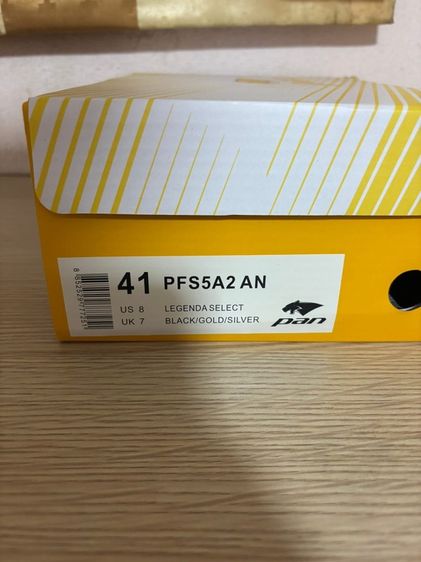 41 PFS5A2 AN
US 8 LEGENDA SELECT
UK 7 BLACK/GOLD/SILVER
pan